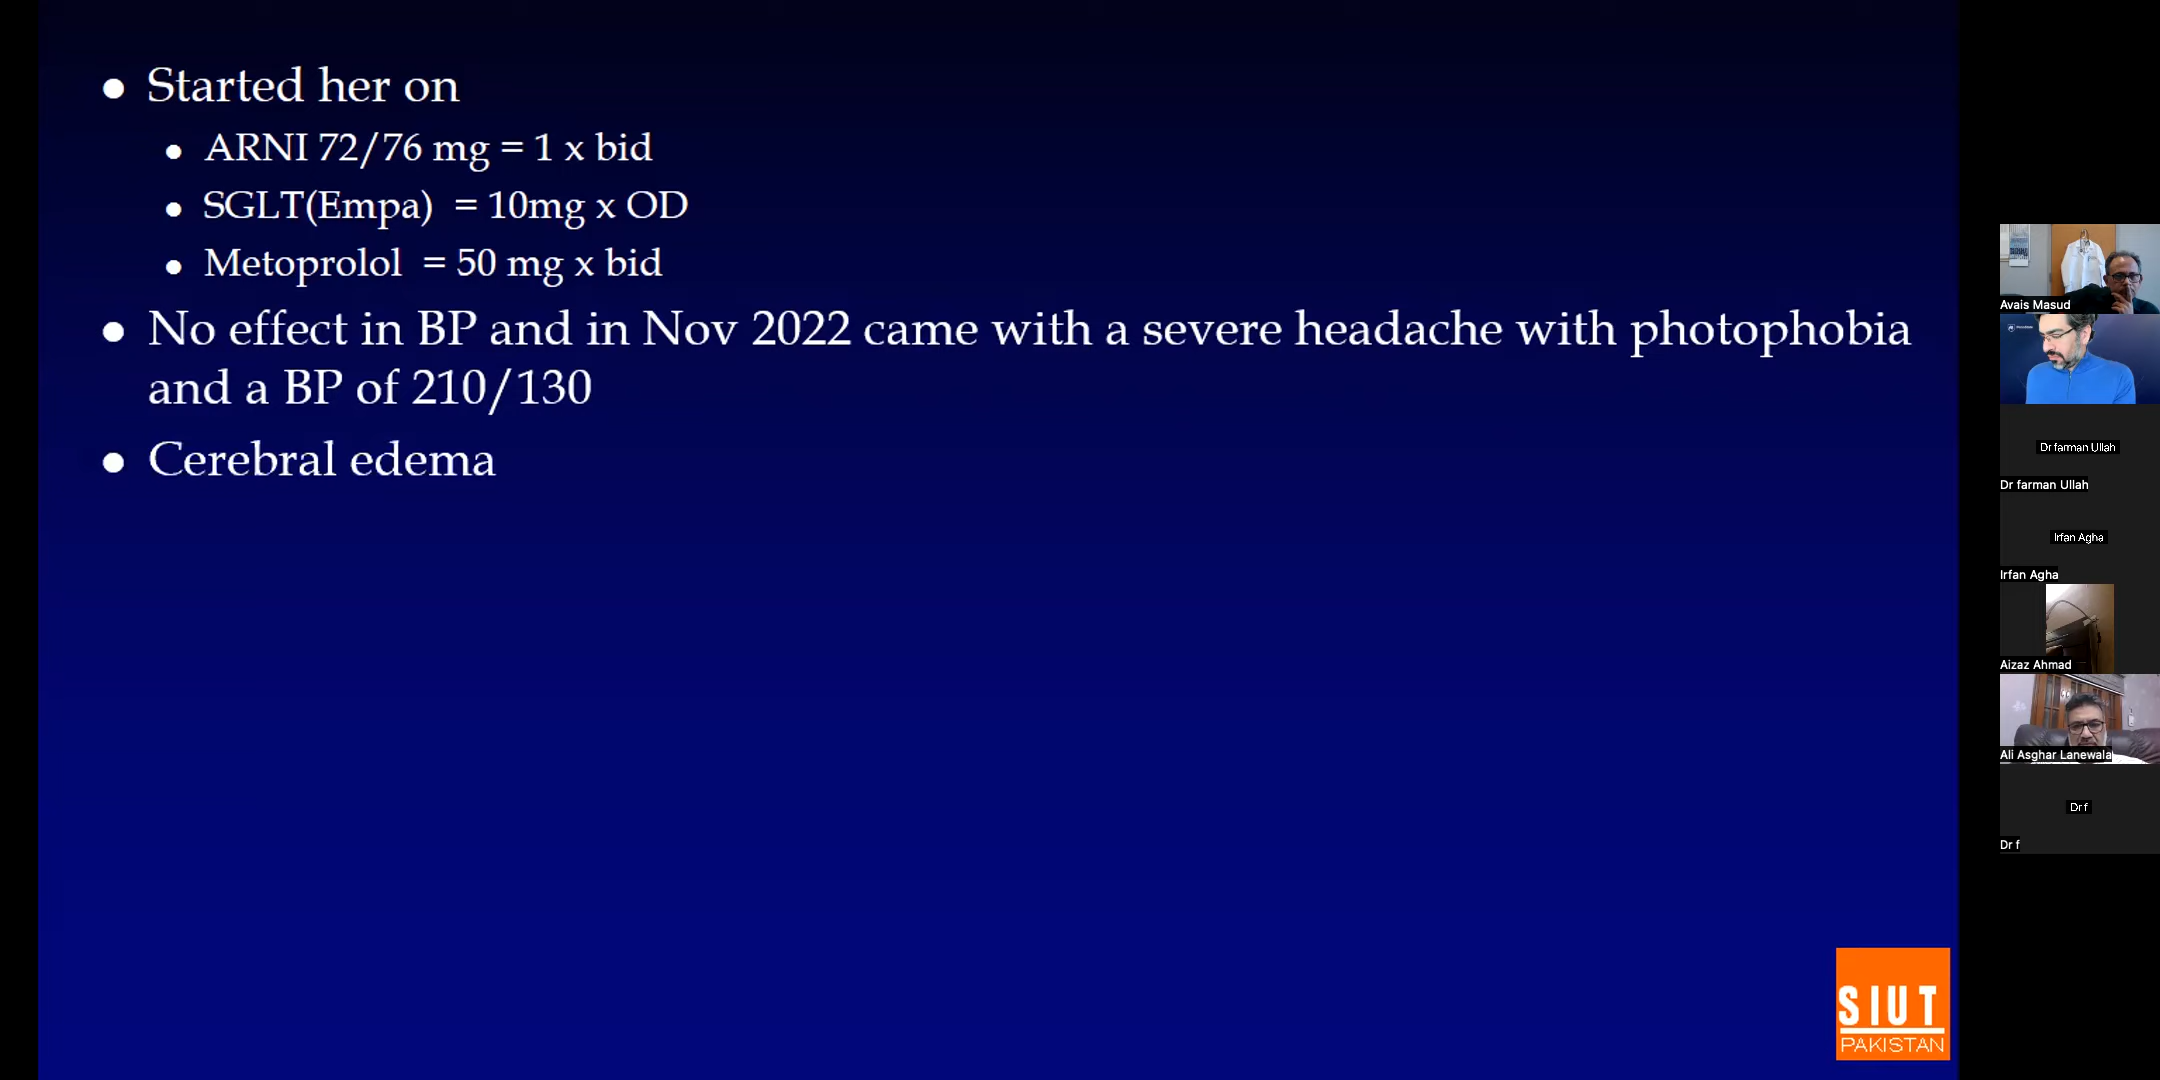 Started her on
ARNI 72/76 mg = 1 x bid
SGLT(Empa) = 10mg x OD
Metoprolol = 50 mg x bid
No effect in BP and in Nov 2022 came with a severe headache with photophobia
and a BP of 210/130
Cerebral edema
SIUT
PAKISTAN
Avais Masud
Dr farman Ullah
Dr farman Ullah
Irfan Agha
Irfan Agha
Aizaz Ahmad
Ali Asghar Lanewala
Dr f
Dr f